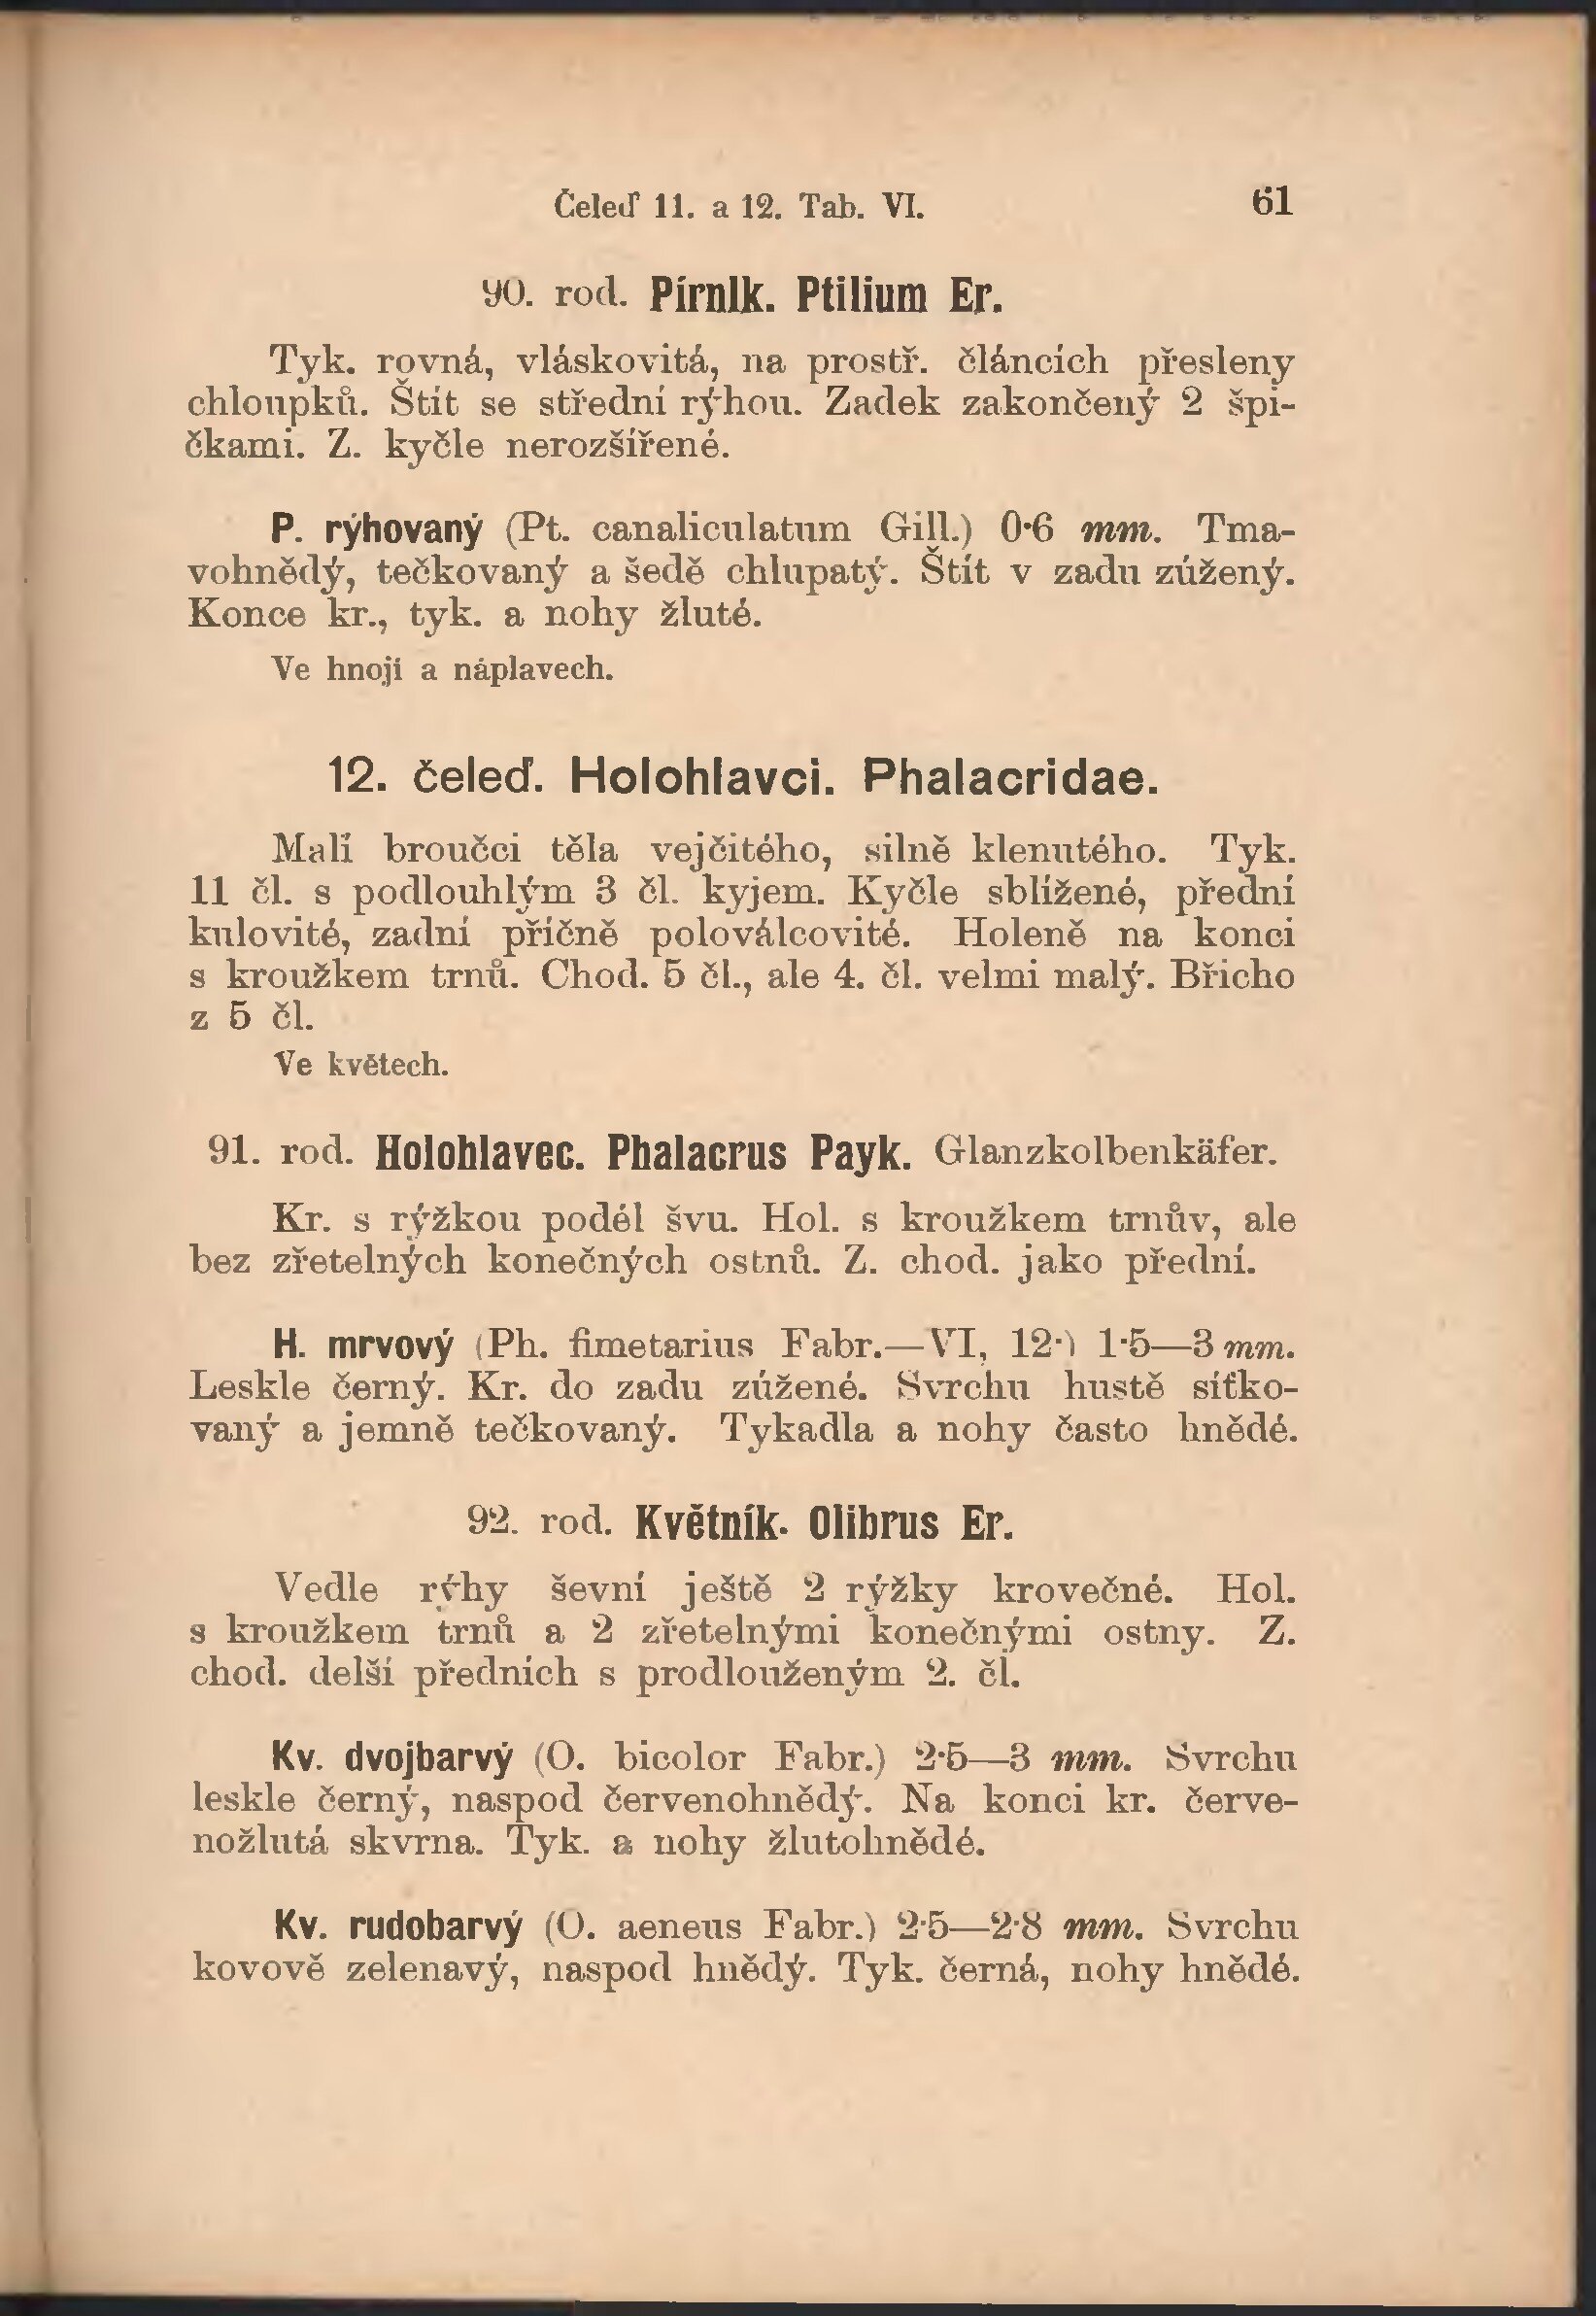 Čeleď 11. a 12. Tab. VI. 61
90. rod. Pírník. Ptilium Er.
Tyk. rovná, vláskovitá, na prostř. článcích přesleny
chloupků. Štít se střední rýhou. Zadek zakončený 2 špi-
čkami. Z. kyčle nerozšířené.
P. rýhovaný (Pt. canaliculatum Gill.) 0·6 mm. Tma-
vohnědý, tečkovaný a šedě chlupatý. Štít v zadu zúžený.
Konce kr., tyk. a nohy žluté.
Ve hnoji a náplavech.
12. čeleď. Holohlavci. Phalacridae.
Malí broučci těla vejčitého, silně klenutého. Tyk.
11 čl. s podlouhlým 3 čl. kyjem. Kyčle sblížené, přední
kulovité, zadní příčně poloválcovité. Holeně na konci
s kroužkem trnů. Chod. 5 čl., ale 4. čl. velmi malý. Břicho
z 5 čl.
Ve květech.
91. rod. Holohlavec. Phalacrus Payk. Glanzkolbenkäfer.
Kr. s rýžkou podél švu. Hol. s kroužkem trnův, ale
bez zřetelných konečných ostnů. Z. chod. jako přední.
H. mrvový (Ph. fimetarius Fabr.—VI, 12·) 1·5—3 mm.
Leskle černý. Kr. do zadu zúžené. Svrchu hustě síťko-
vaný a jemně tečkovaný. Tykadla a nohy často hnědé.
92. rod. Květník. Olibrus Er.
Vedle rýhy ševní ještě 2 rýžky krovečné. Hol.
s kroužkem trnů a 2 zřetelnými konečnými ostny. Z.
chod. delší předních s prodlouženým 2. čl.
Kv. dvojbarvý (O. bicolor Fabr.) 2·5—3 mm. Svrchu
leskle černý, naspod červenohnědý. Na konci kr. červe-
nožlutá skvrna. Tyk. a nohy žlutohnědé.
Kv. rudobarvý (O. aeneus Fabr.) 2·5—2·8 mm. Svrchu
kovově zelenavý, naspod hnědý. Tyk. černá, nohy hnědé.